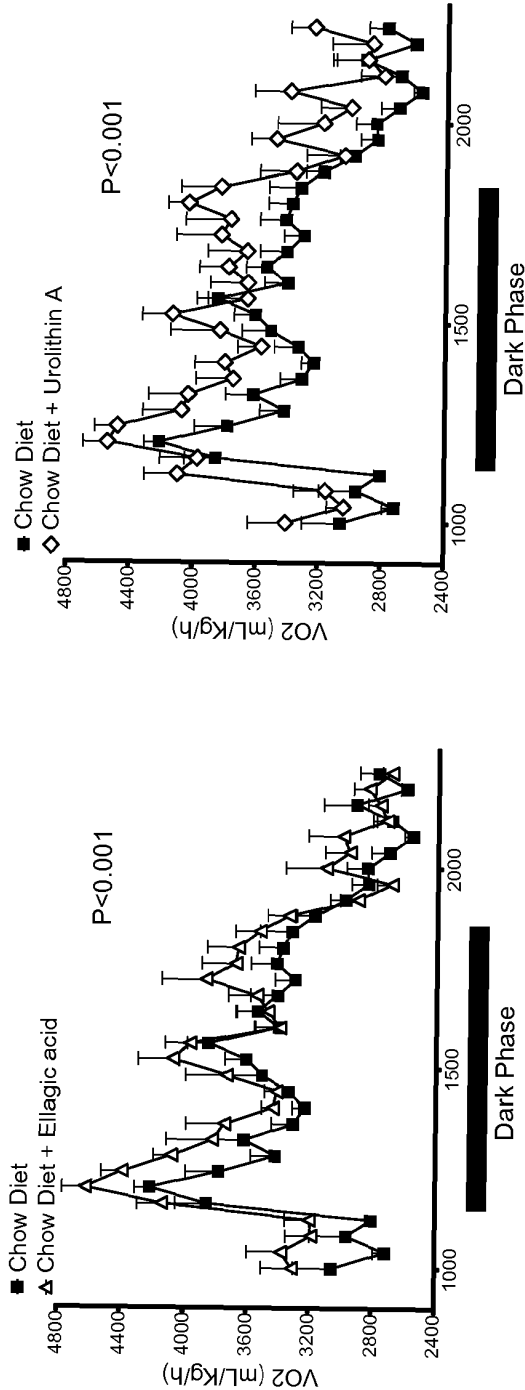 Chow Diet
Chow Diet + Ellagic acid
P<0.001
VO2 (mL/Kg/h)
4800
4400
4000
3600
3200
2800
2400
1000
1500
2000
Dark Phase
Chow Diet
Chow Diet + Urolithin A
P<0.001
VO2 (mL/Kg/h)
4800
4400
4000
3600
3200
2800
2400
1000
1500
2000
Dark Phase